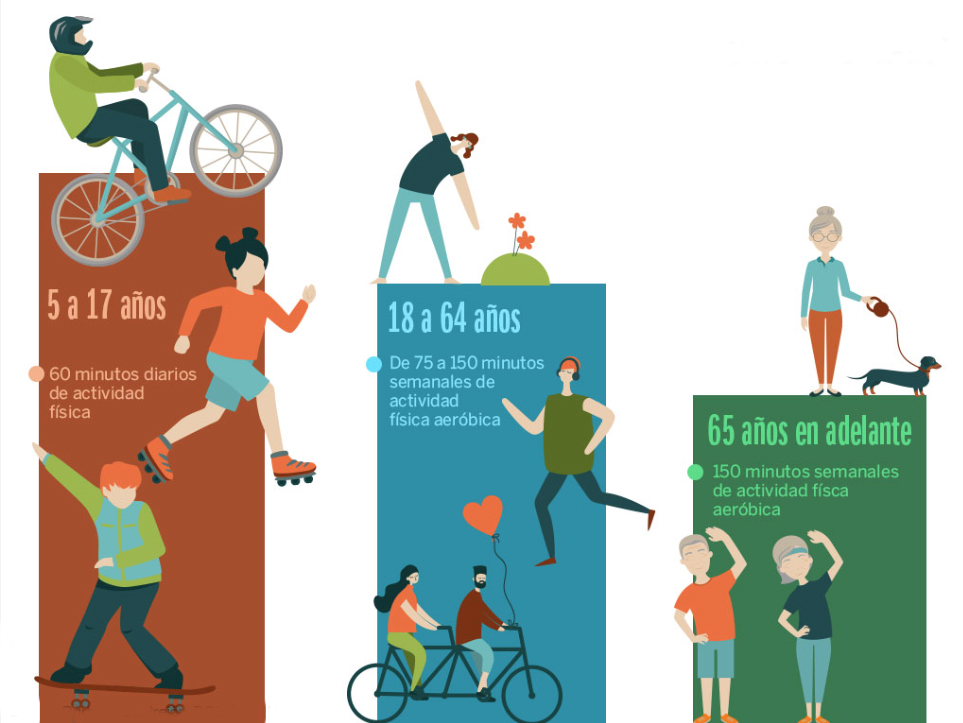 5 a 17 años
60 minutos diarios
de actividad
física
18 a 64 años
De 75 a 150 minutos
semanales de
actividad
física aeróbica
65 años en adelante
150 minutos semanales
de actividad físca
aeróbica